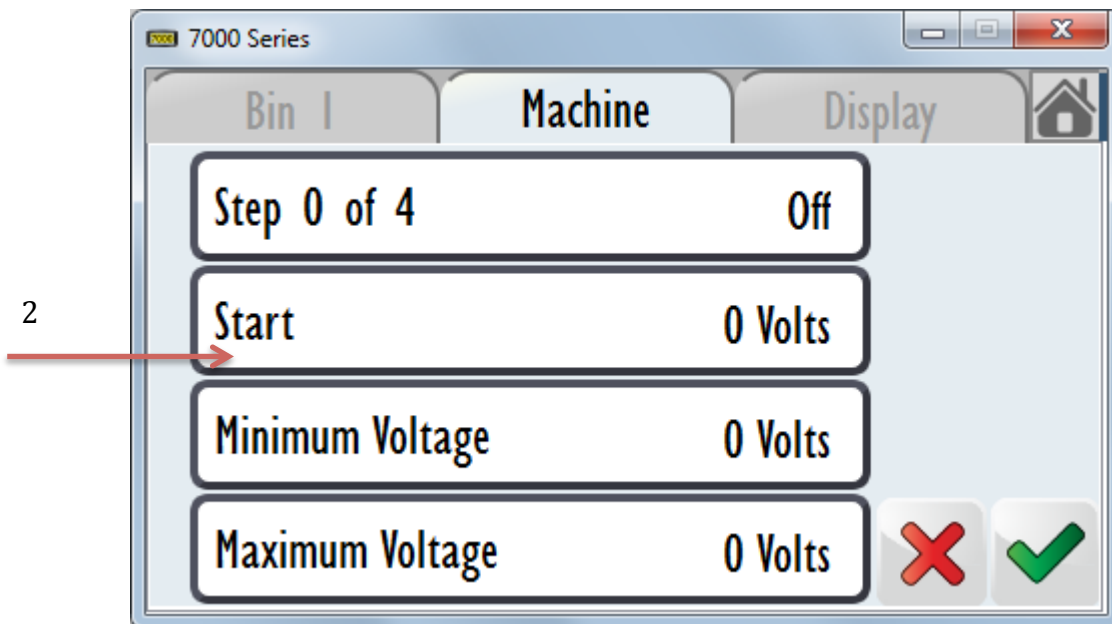 7000 Series
Bin 1 Machine Display
Step 0 of 4 Off
2
Start 0 Volts
Minimum Voltage 0 Volts
Maximum Voltage 0 Volts